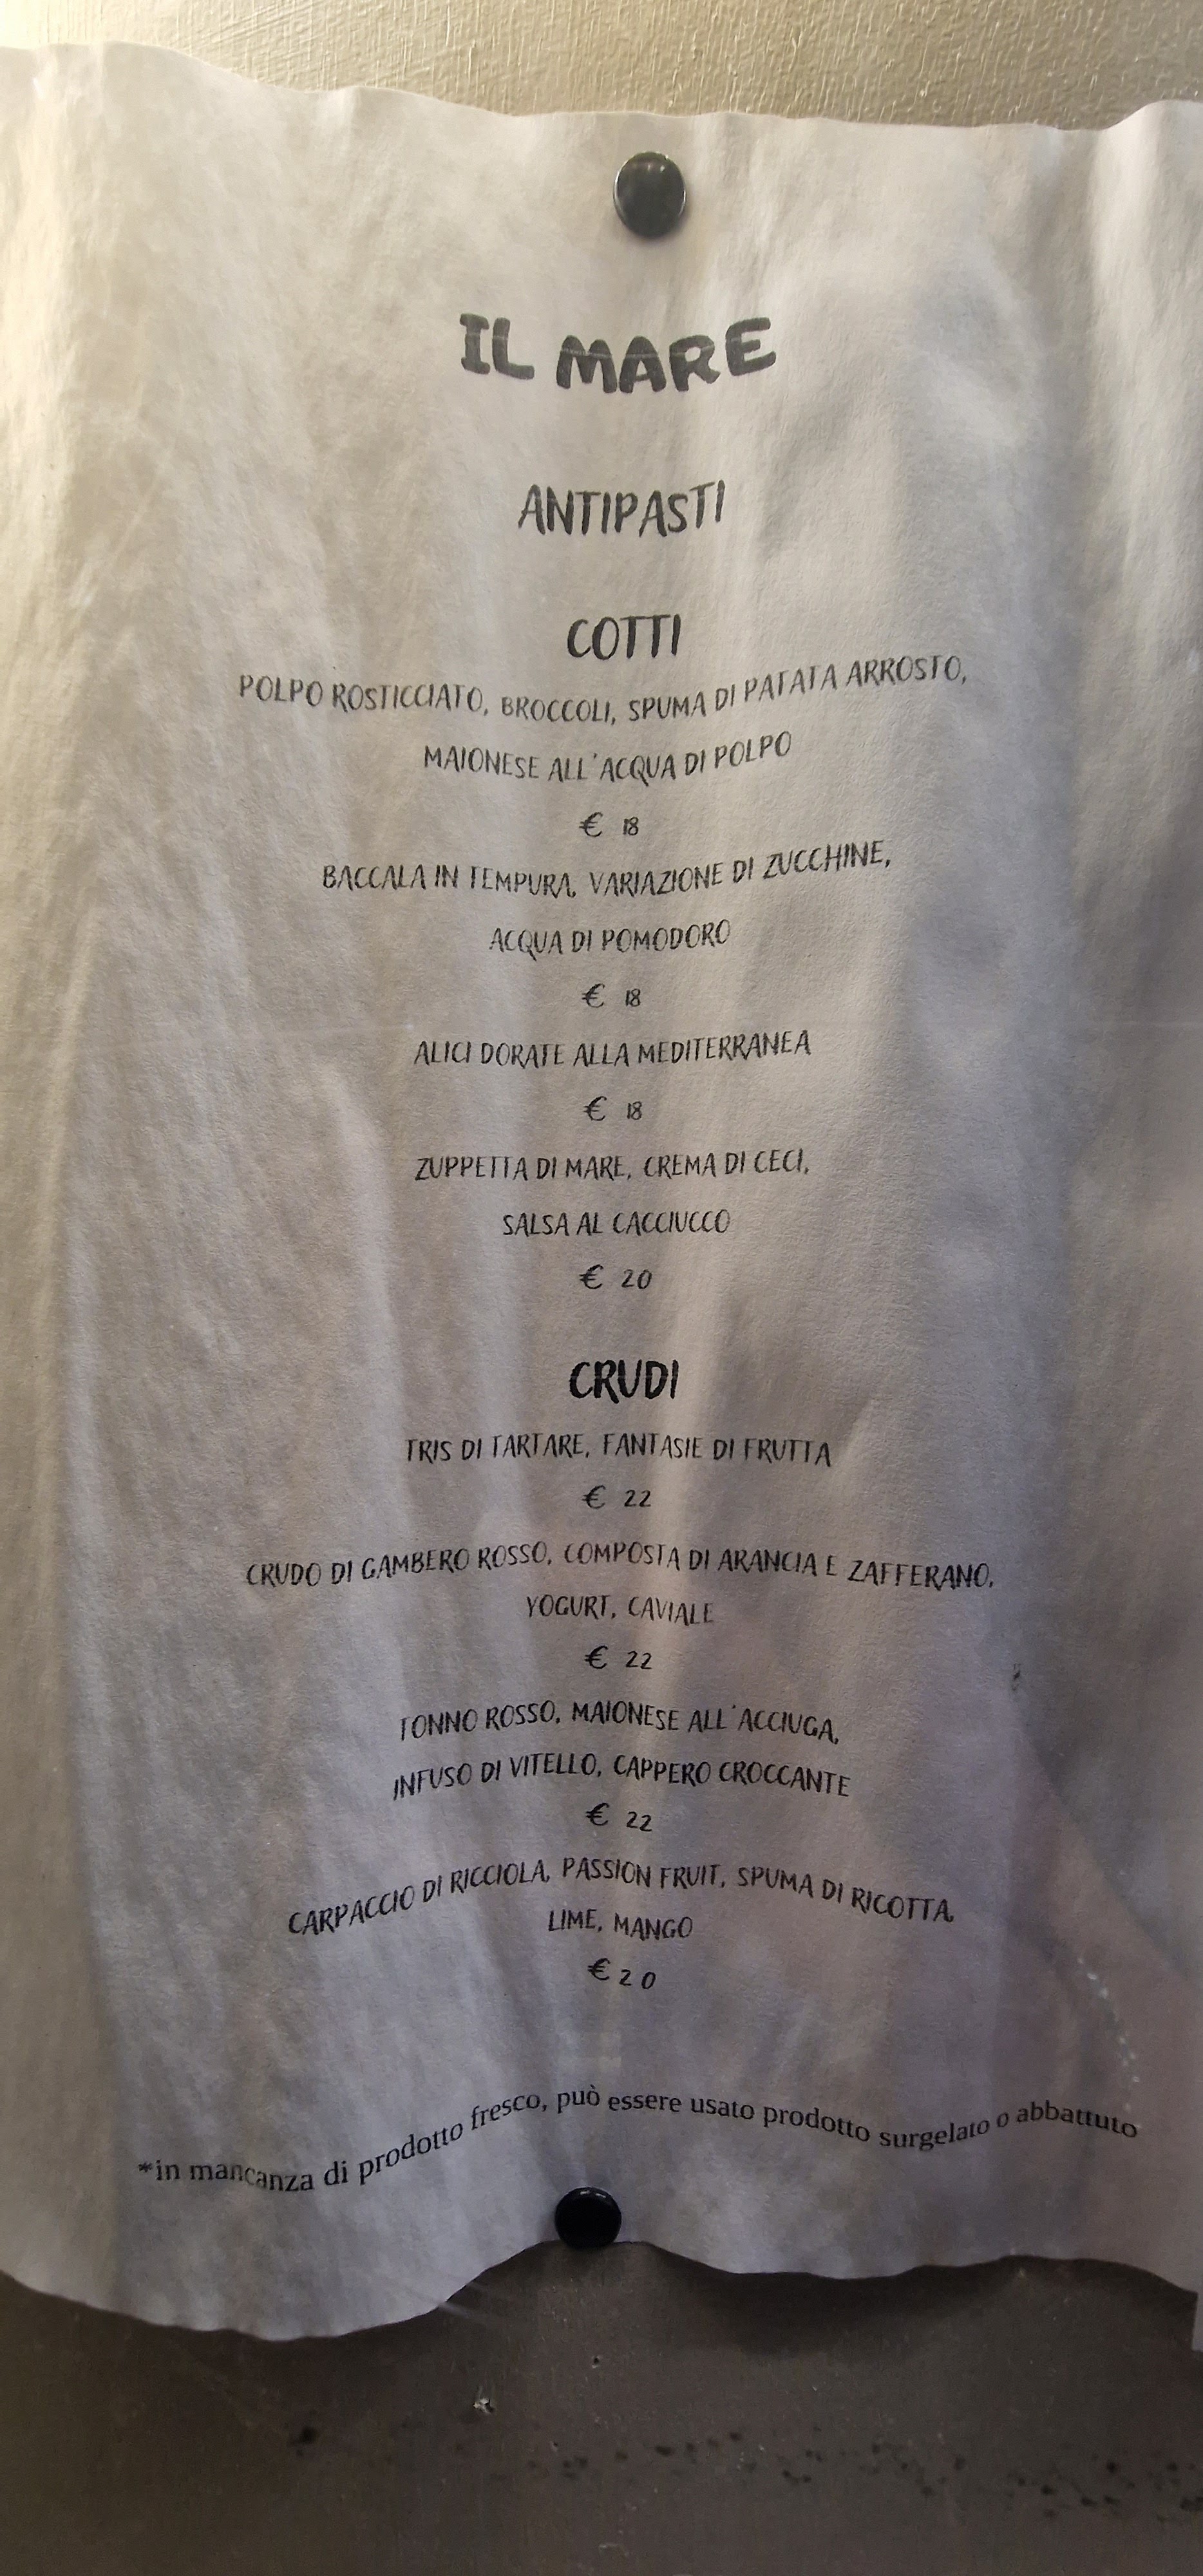 IL MARE
ANTIPASTI
COTTI
POLPO ROSTICCIATO, BROCCOLI, SPUMA DI PATATA ARROSTO,
MAIONESE ALL'ACQUA DI POLPO
€ 18
BACCALA IN TEMPURA, VARIAZIONE DI ZUCCHINE,
ACQUA DI POMODORO
€ 18
ALICI DORATE ALLA MEDITERRANEA
€ 18
ZUPPETTA DI MARE, CREMA DI CECI,
SALSA AL CACCIUCCO
€ 20
CRUDI
TRIS DI TARTARE, FANTASIE DI FRUTTA
€ 22
CRUDO DI GAMBERO ROSSO, COMPOSTA DI ARANCIA E ZAFFERANO,
YOGURT, CAVIALE
€ 22
TONNO ROSSO, MAIONESE ALL'ACCIUGA,
INFUSO DI VITELLO, CAPPERO CROCCANTE
€ 22
CARPACCIO DI RICCIOLA, PASSION FRUIT, SPUMA DI RICOTTA,
LIME, MANGO
€ 20
*in mancanza di prodotto fresco, può essere usato prodotto surgelato o abbattuto